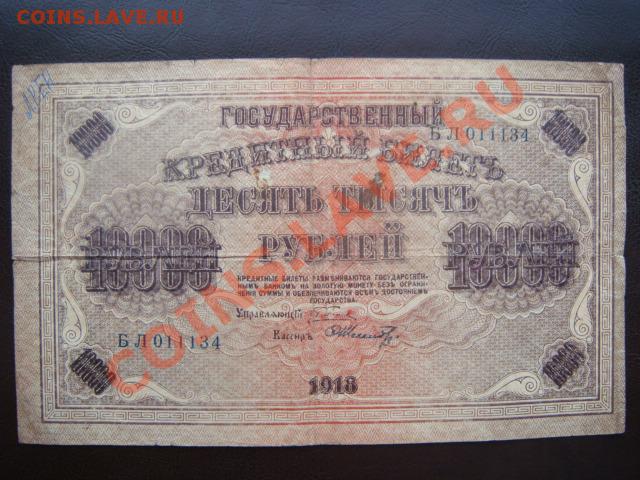 COINS.LAVE.RU
ГОСУДАРСТВЕННЫЙ
БЛ 011134
КРЕДИТНЫЙ БИЛЕТЪ
ДЕСЯТЬ ТЫСЯЧЪ
РУБЛЕЙ
10000 10000
РУБЛЕЙ РУБЛЕЙ
КРЕДИТНЫЕ БИЛЕТЫ РАЗМѢНИВАЮТСЯ ГОСУДАРСТВЕН-
НЫМЪ БАНКОМЪ НА ЗОЛОТУЮ МОНЕТУ БЕЗЪ ОГРАНИ-
ЧЕНІЯ СУММЫ И ОБЕЗПЕЧИВАЮТСЯ ВСѢМЪ ДОСТОЯНІЕМЪ
ГОСУДАРСТВА.
Управляющій
БЛ 011134
Кассиръ
1918
COINS.LAVE.RU